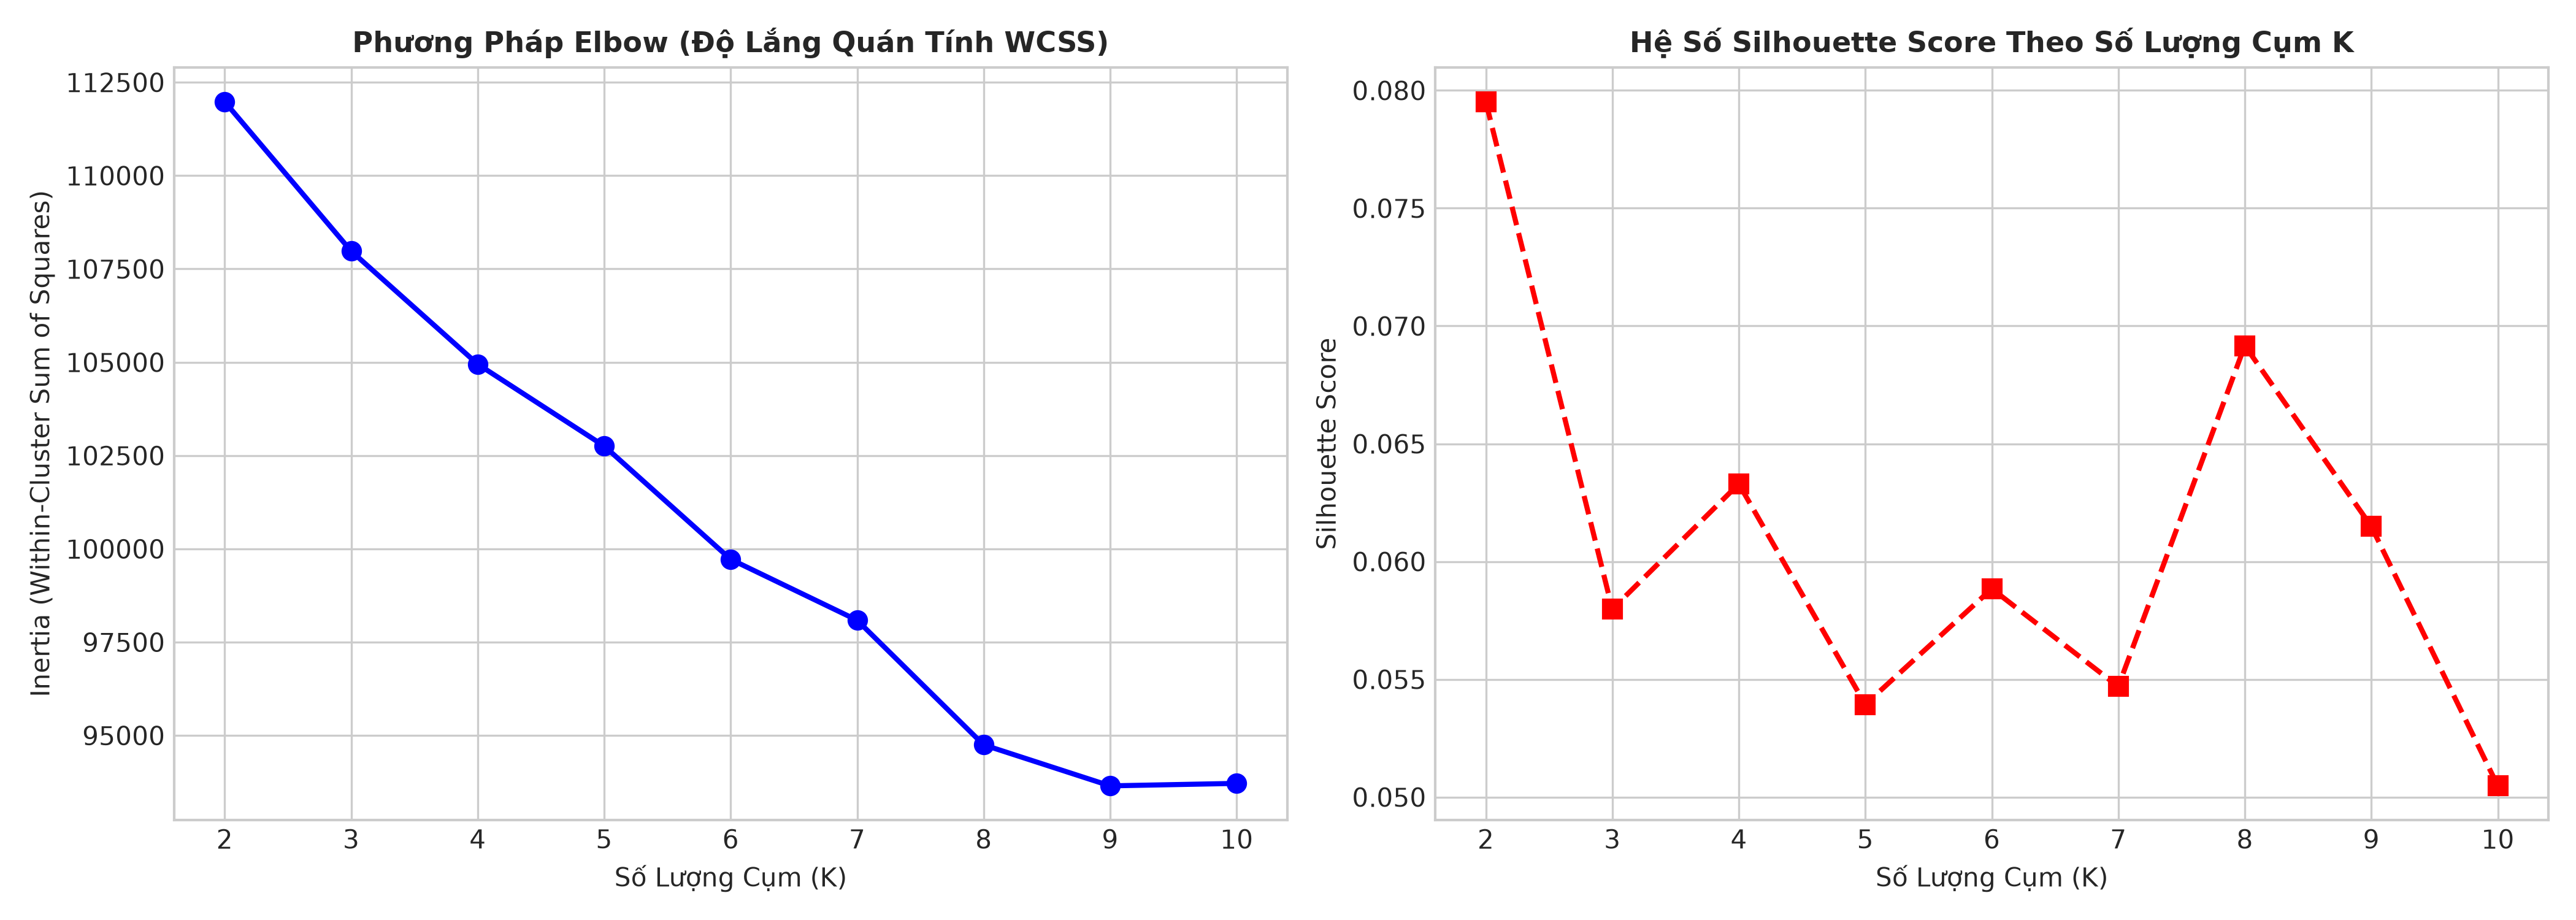 Phương Pháp Elbow (Độ Lắng Quán Tính WCSS)
Inertia (Within-Cluster Sum of Squares)
112500
110000
107500
105000
102500
100000
97500
95000
2 3 4 5 6 7 8 9 10
Số Lượng Cụm (K)
Hệ Số Silhouette Score Theo Số Lượng Cụm K
Silhouette Score
0.080
0.075
0.070
0.065
0.060
0.055
0.050
2 3 4 5 6 7 8 9 10
Số Lượng Cụm (K)